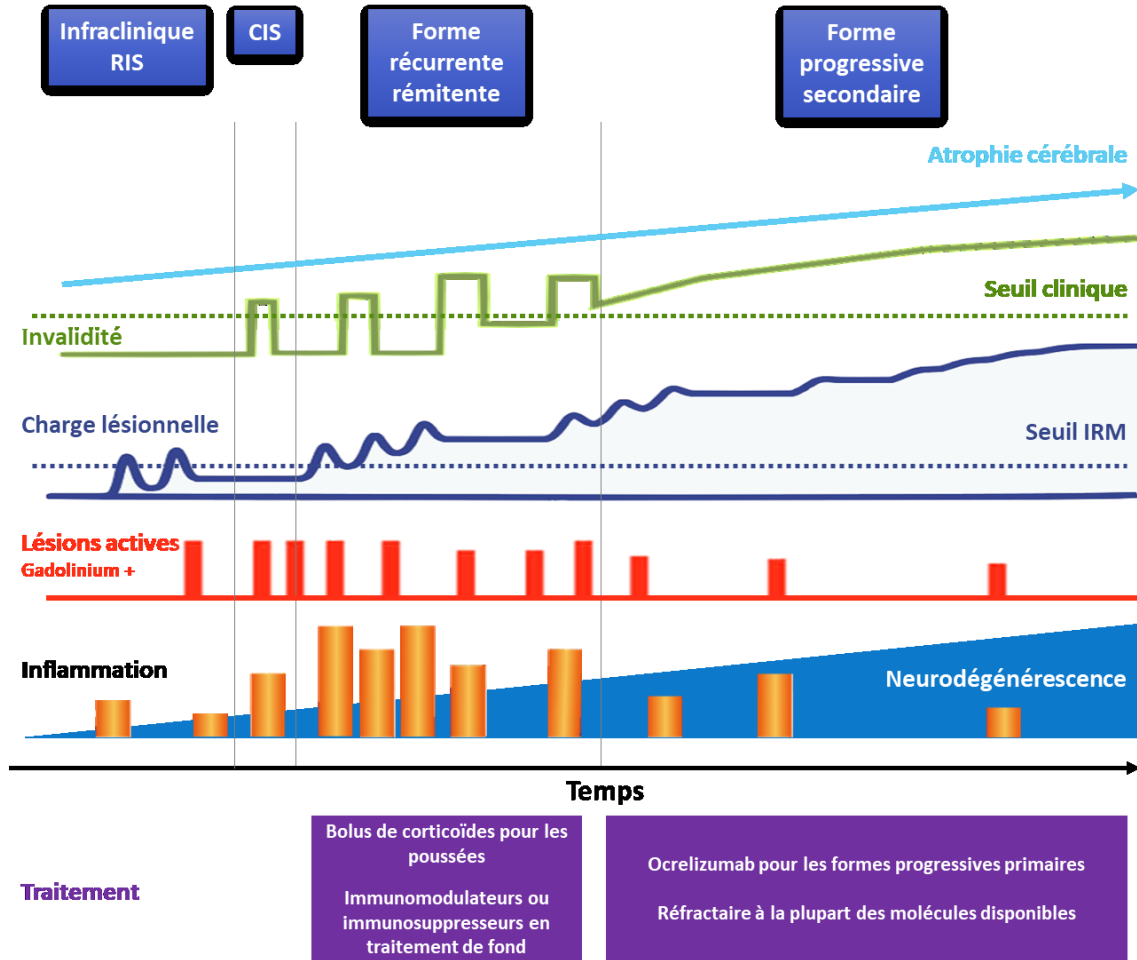 Infraclinique
RIS
CIS
Forme
récurrente
rémitente
Forme
progressive
secondaire
Atrophie cérébrale
Seuil clinique
Invalidité
Charge lésionnelle
Seuil IRM
Lésions actives
Gadolinium +
Inflammation
Neurodégénérescence
Temps
Traitement
Bolus de corticoïdes pour les
poussées
Immunomodulateurs ou
immunosuppresseurs en
traitement de fond
Ocrelizumab pour les formes progressives primaires
Réfractaire à la plupart des molécules disponibles